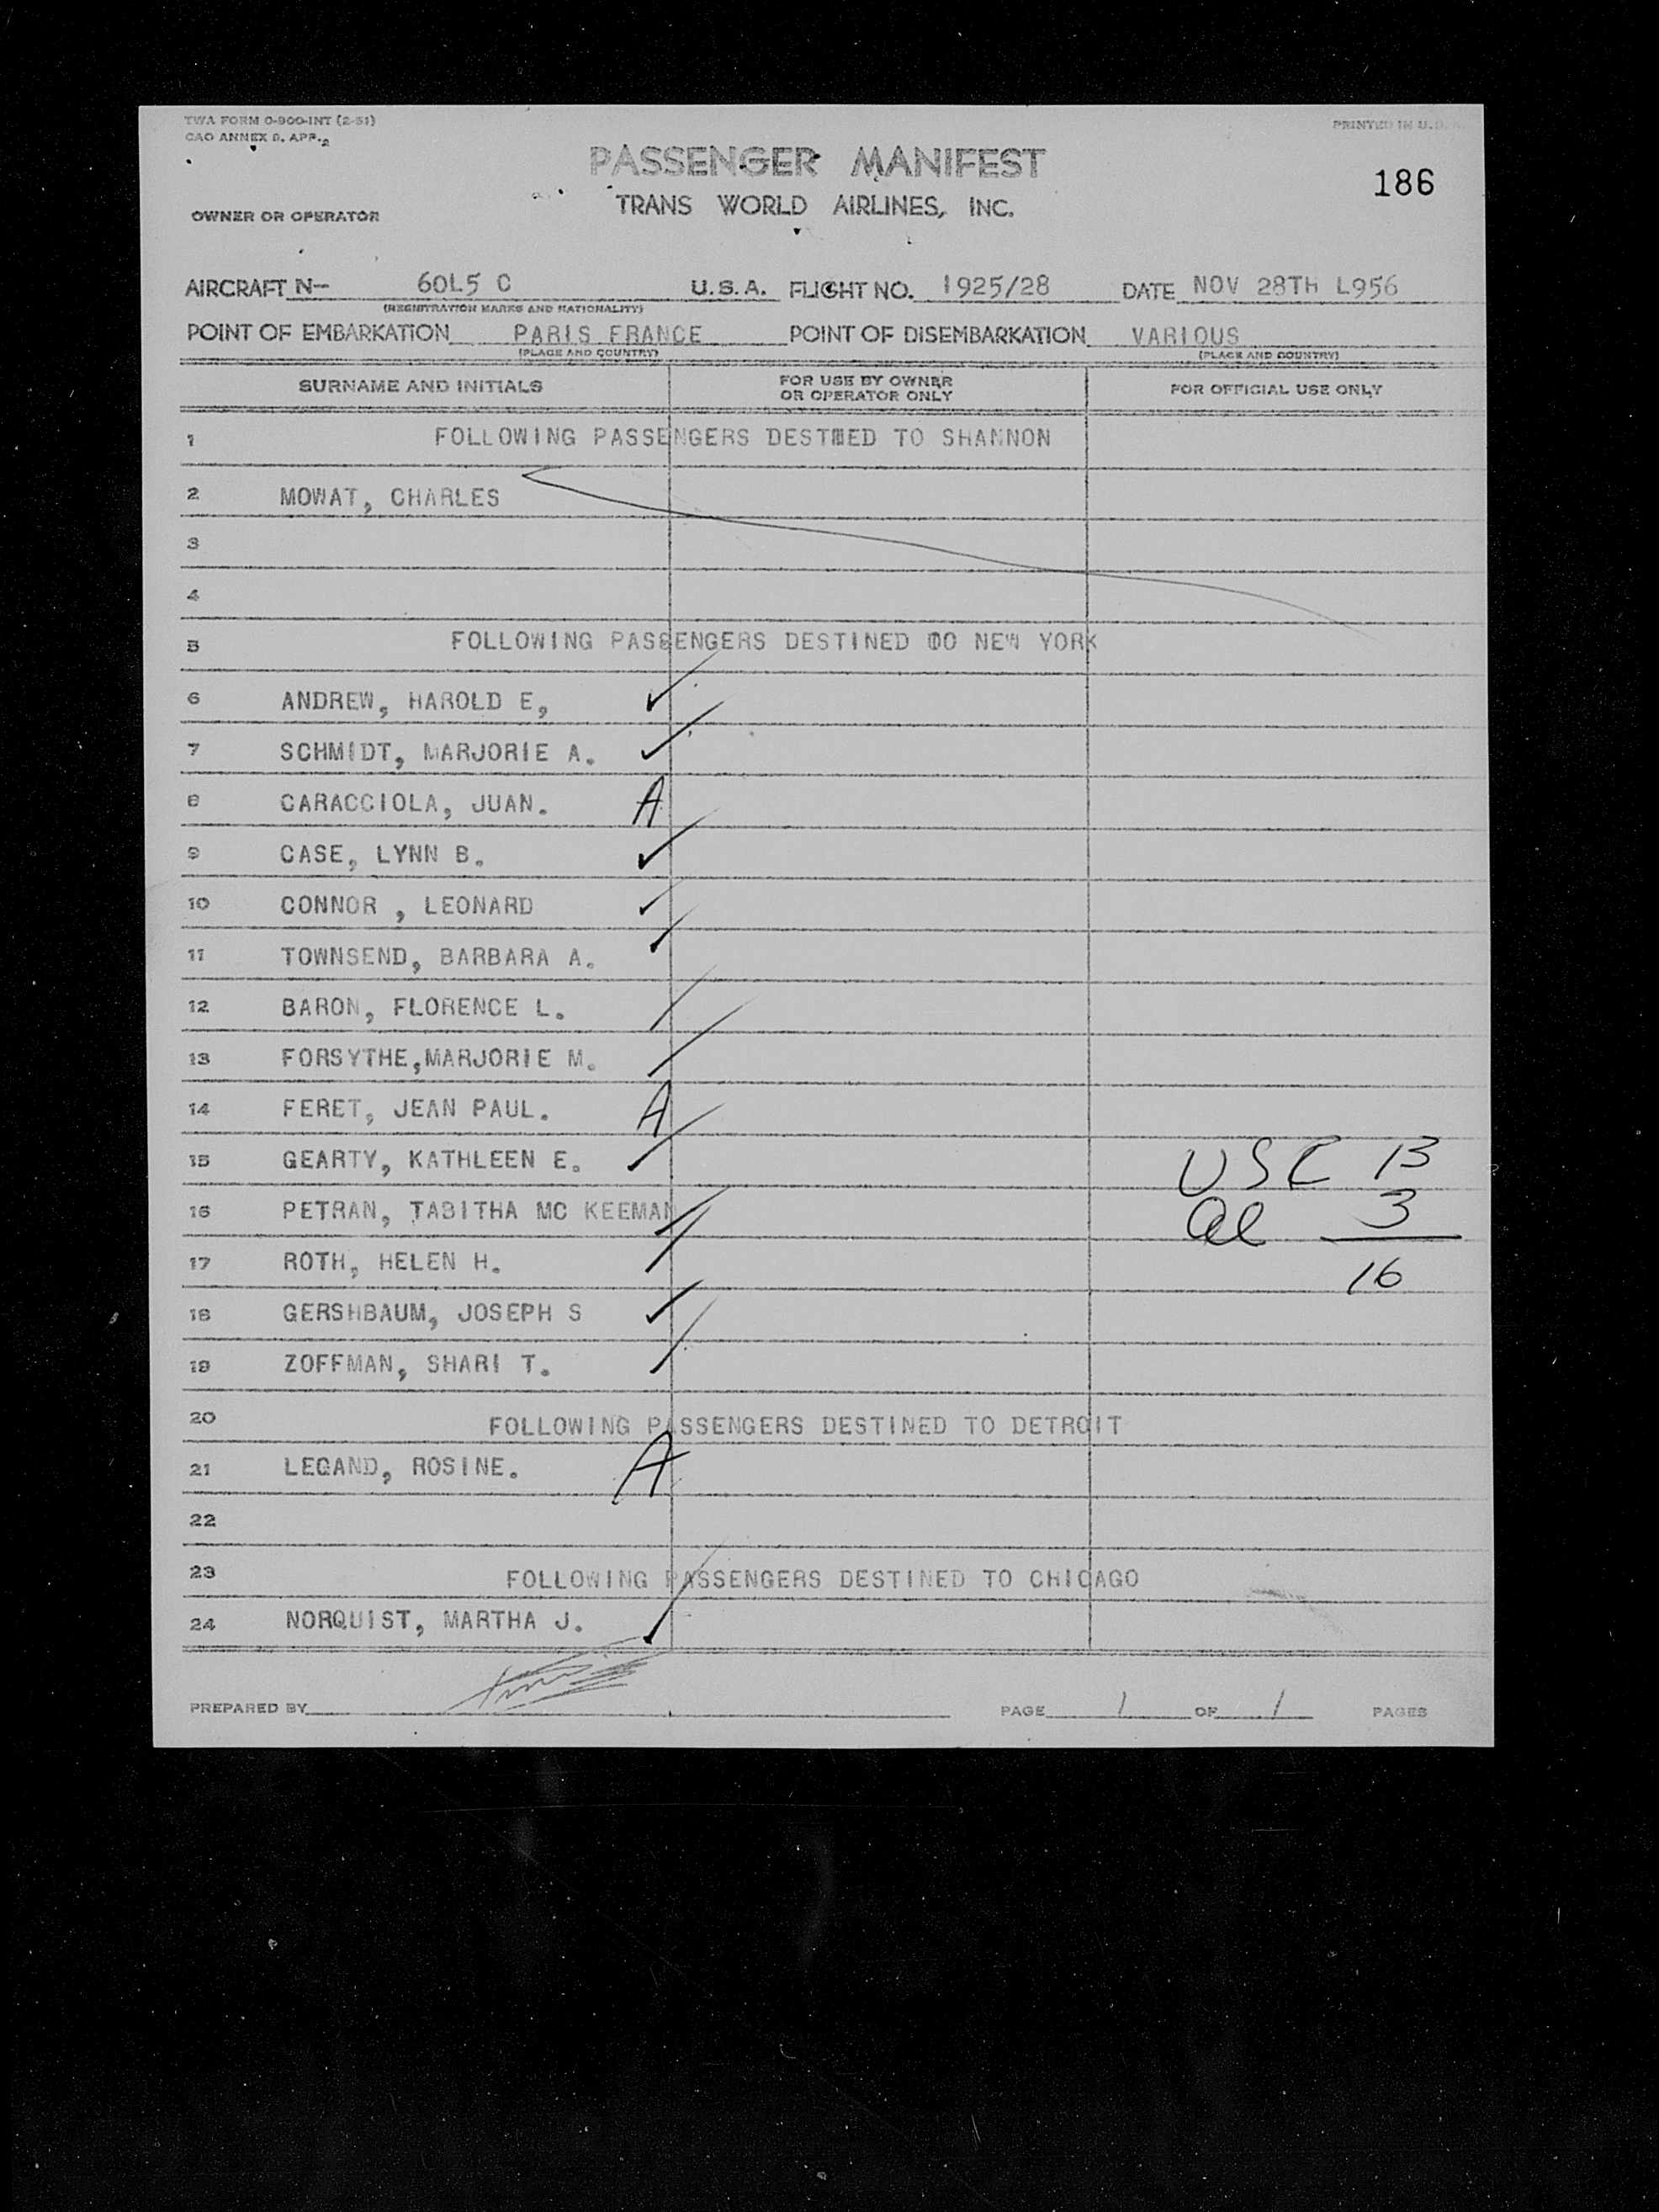 TWA FORM O-900-INT (2-51)
CAO ANNEX 9, APP. 2
PRINTED IN U.S.
PASSENGER MANIFEST
186
TRANS WORLD AIRLINES, INC.
OWNER OR OPERATOR
AIRCRAFT N- 60L5 C U.S.A. FLIGHT NO. 1925/28 DATE NOV 28TH L956
(REGISTRATION MARKS AND NATIONALITY)
POINT OF EMBARKATION PARIS FRANCE POINT OF DISEMBARKATION VARIOUS
(PLACE AND COUNTRY) (PLACE AND COUNTRY)
SURNAME AND INITIALS FOR USE BY OWNER OR OPERATOR ONLY FOR OFFICIAL USE ONLY
1 FOLLOWING PASSENGERS TO SHANNON
2 MOWAT, CHARLES
3
4
5 FOLLOWING PASSENGERS DESTINED NEW YORK
6 ANDREW, HAROLD E, ✓
7 SCHMIDT, MARJORIE A. ✓
8 CARACCIOLA, JUAN. A
9 CASE, LYNN B. ✓
10 CONNOR , LEONARD ✓
11 TOWNSEND, BARBARA A. ✓
12 BARON, FLORENCE L. /
13 FORSYTHE,MARJORIE M. /
14 FERET, JEAN PAUL. A
15 GEARTY, KATHLEEN E. / USC 13
16 PETRAN, TABITHA MC KEEMAN / al 3
17 ROTH, HELEN H. / 16
18 GERSHBAUM, JOSEPH S ✓
19 ZOFFMAN, SHARI T. /
20 FOLLOWING PASSENGERS DESTINED TO DETROIT
21 LEGAND, ROSINE. A
22
23 FOLLOWING PASSENGERS DESTINED TO CHICAGO
24 NORQUIST, MARTHA J. ✓
PREPARED BY PAGE 1 OF 1 PAGES